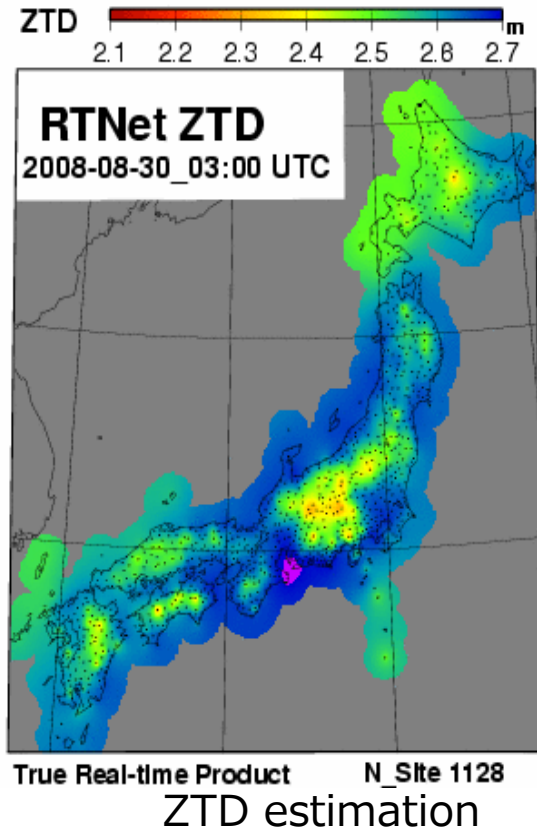 ZTD
m
2.1 2.2 2.3 2.4 2.5 2.6 2.7
RTNet ZTD
2008-08-30_03:00 UTC
True Real-time Product N_Site 1128
ZTD estimation